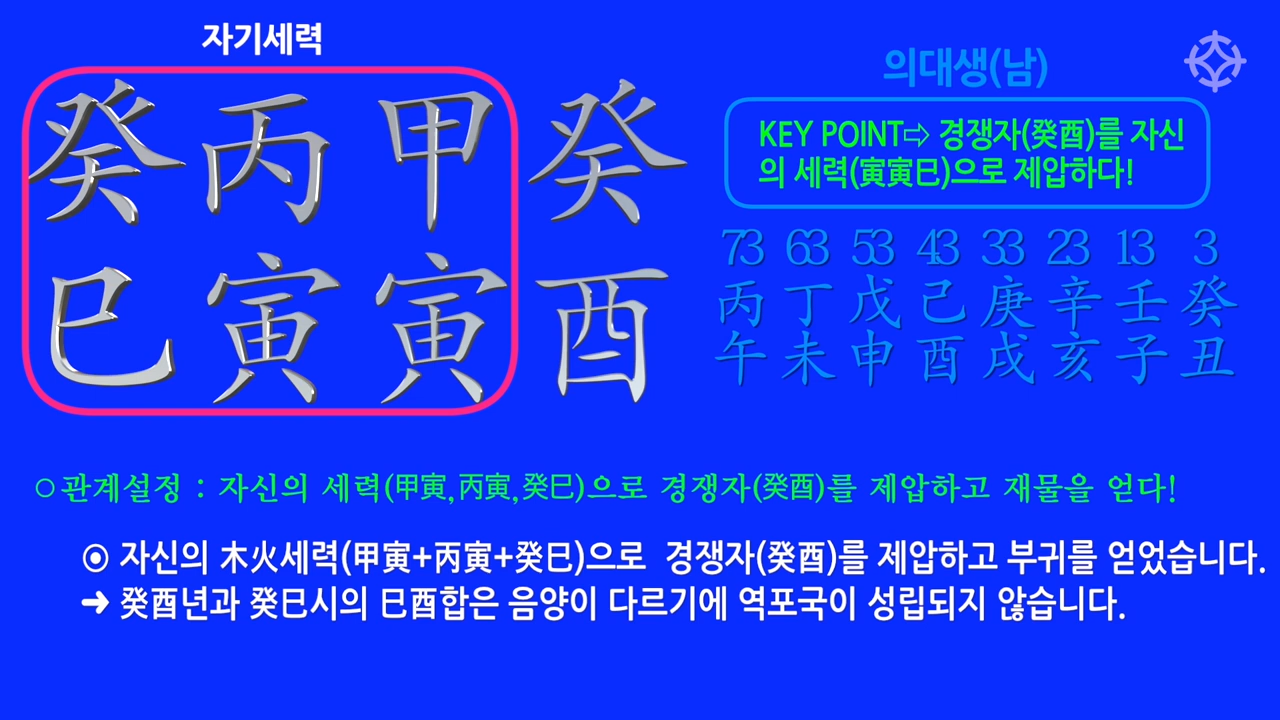 자기세력
癸 丙 甲 癸
巳 寅 寅 酉
의대생(남)
KEY POINT⇨ 경쟁자(癸酉)를 자신
의 세력(寅寅巳)으로 제압하다!
73 63 53 43 33 23 13 3
丙 丁 戊 己 庚 辛 壬 癸
午 未 申 酉 戌 亥 子 丑
○관계설정 : 자신의 세력(甲寅,丙寅,癸巳)으로 경쟁자(癸酉)를 제압하고 재물을 얻다!
◉ 자신의 木火세력(甲寅+丙寅+癸巳)으로 경쟁자(癸酉)를 제압하고 부귀를 얻었습니다.
➜ 癸酉년과 癸巳시의 巳酉합은 음양이 다르기에 역포국이 성립되지 않습니다.